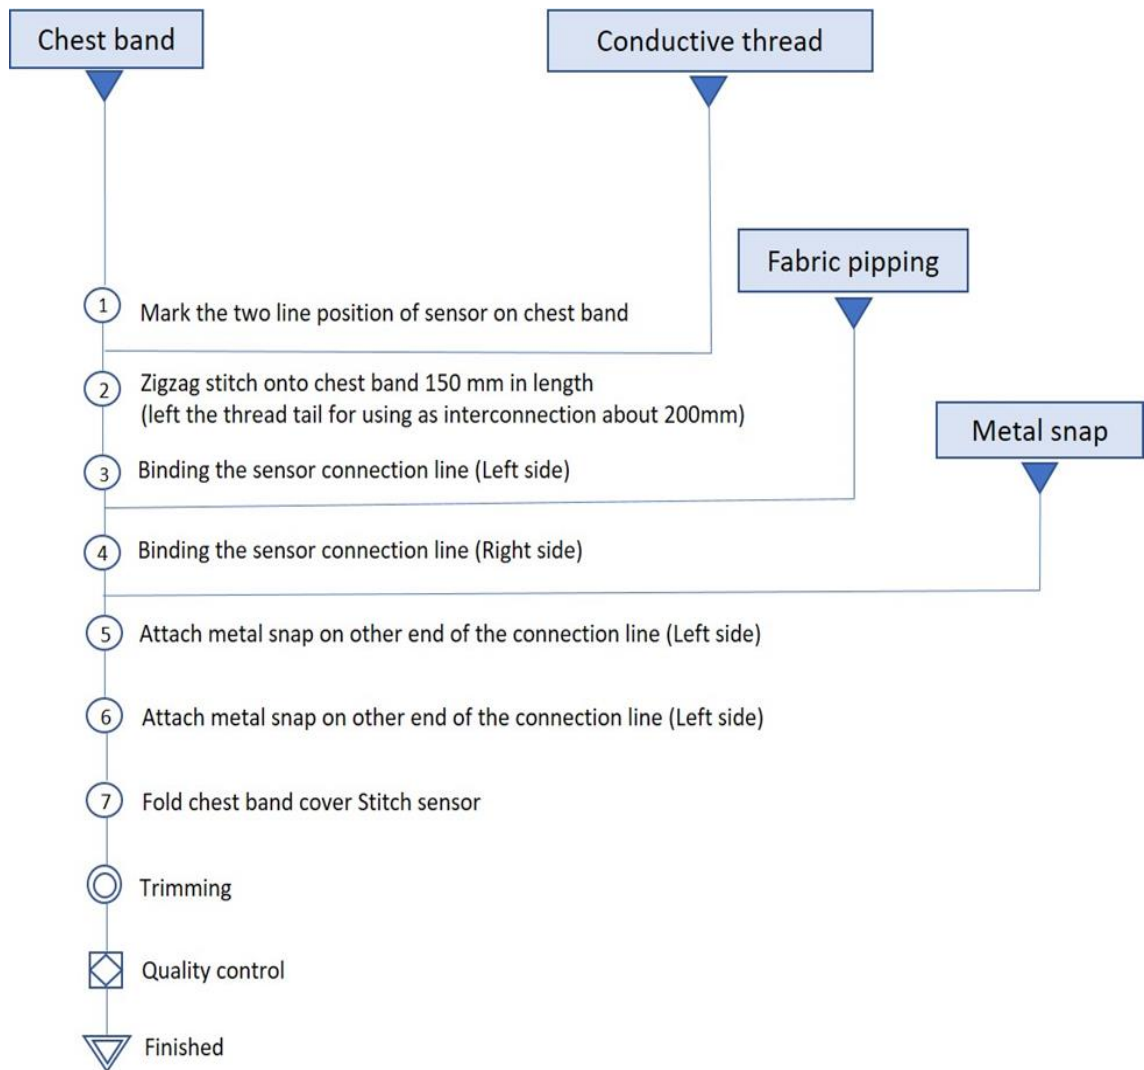 Chest band
Conductive thread
Fabric pipping
Metal snap
1 Mark the two line position of sensor on chest band
2 Zigzag stitch onto chest band 150 mm in length
(left the thread tail for using as interconnection about 200mm)
3 Binding the sensor connection line (Left side)
4 Binding the sensor connection line (Right side)
5 Attach metal snap on other end of the connection line (Left side)
6 Attach metal snap on other end of the connection line (Left side)
7 Fold chest band cover Stitch sensor
Trimming
Quality control
Finished